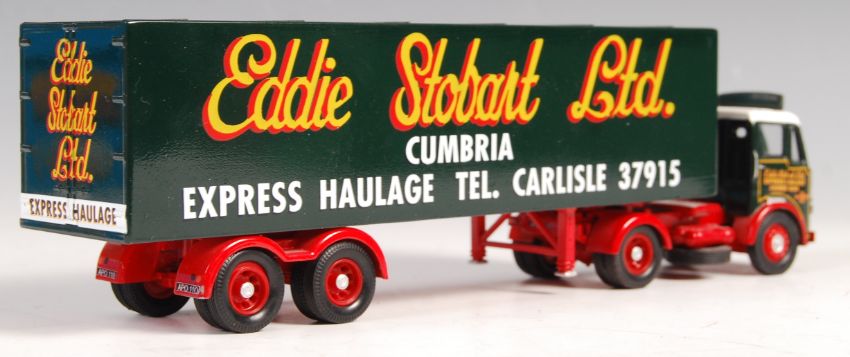 Eddie
Stobart
Ltd.
EXPRESS HAULAGE
Eddie Stobart Ltd.
CUMBRIA
EXPRESS HAULAGE TEL. CARLISLE 37915